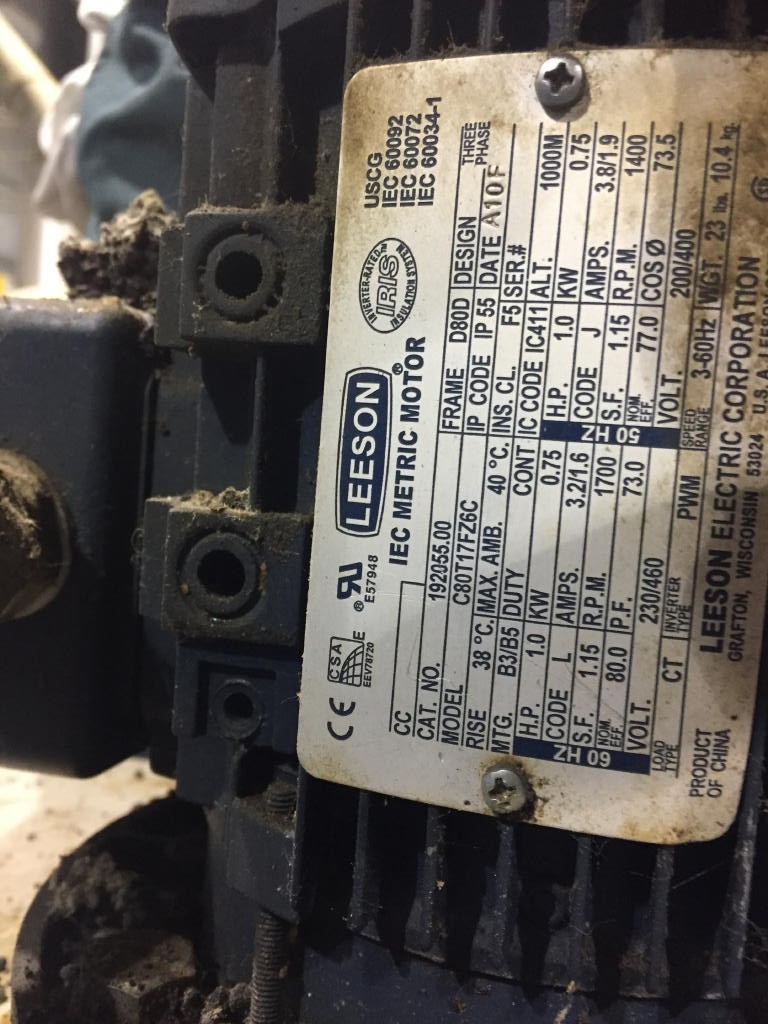 USCG
IEC 60092
IEC 60072
IEC 60034-1
CE CSA EEV78720 E
® E57948
LEESON®
IEC METRIC MOTOR
INVERTER-RATED™ IRIS INSULATION SYSTEM
CC
CAT. NO. 192055.00
MODEL C80T17FZ6C FRAME D80D DESIGN THREE PHASE
RISE 38 °C. MAX. AMB. 40 °C. IP CODE IP 55 DATE A10F
MTG. B3/B5 DUTY CONT INS. CL. F5 SER.#
IC CODE IC411 ALT. 1000M
60 HZ H.P. 1.0 KW 0.75 50 HZ H.P. 1.0 KW 0.75
CODE L AMPS. 3.2/1.6 CODE J AMPS. 3.8/1.9
S.F. 1.15 R.P.M. 1700 S.F. 1.15 R.P.M. 1400
NOM. EFF. 80.0 P.F. 73.0 NOM. EFF. 77.0 COS Ø 73.5
VOLT. 230/460 VOLT. 200/400
LOAD TYPE CT INVERTER TYPE PWM SPEED RANGE 3-60Hz WGT 23 lbs. 10.4 kg.
PRODUCT OF CHINA
LEESON ELECTRIC CORPORATION
GRAFTON, WISCONSIN 53024 U.S.A.